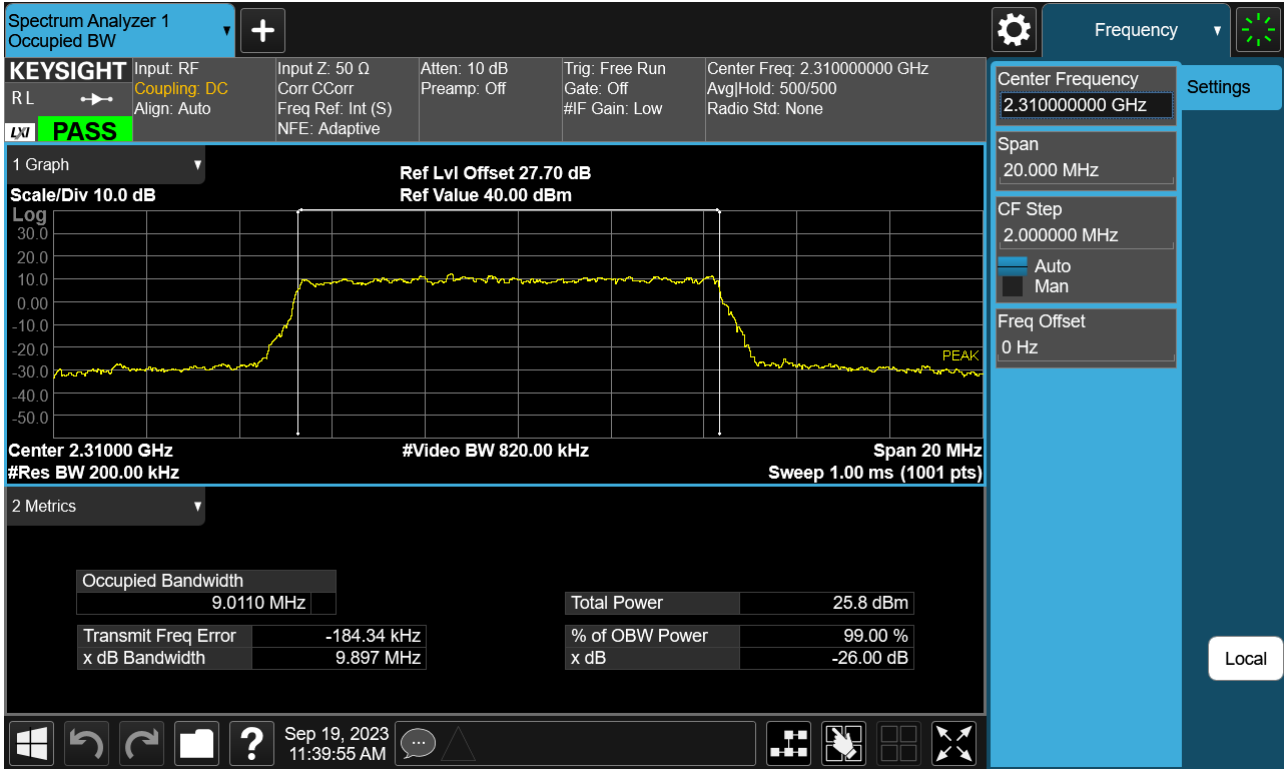 Spectrum Analyzer 1
Occupied BW
Frequency
KEYSIGHT
R L
LXI
PASS
Input: RF
Coupling: DC
Align: Auto
Input Z: 50 Ω
Corr CCorr
Freq Ref: Int (S)
NFE: Adaptive
Atten: 10 dB
Preamp: Off
Trig: Free Run
Gate: Off
#IF Gain: Low
Center Freq: 2.310000000 GHz
Avg|Hold: 500/500
Radio Std: None
Center Frequency
2.310000000 GHz
Settings
Span
20.000 MHz
CF Step
2.000000 MHz
Auto
Man
Freq Offset
0 Hz
Local
1 Graph
Ref Lvl Offset 27.70 dB
Scale/Div 10.0 dB
Ref Value 40.00 dBm
Log
30.0
20.0
10.0
0.00
-10.0
-20.0
-30.0
-40.0
-50.0
PEAK
Center 2.31000 GHz
#Video BW 820.00 kHz
Span 20 MHz
#Res BW 200.00 kHz
Sweep 1.00 ms (1001 pts)
2 Metrics
Occupied Bandwidth
9.0110 MHz
Total Power 25.8 dBm
Transmit Freq Error -184.34 kHz
% of OBW Power 99.00 %
x dB Bandwidth 9.897 MHz
x dB -26.00 dB
?
Sep 19, 2023
11:39:55 AM